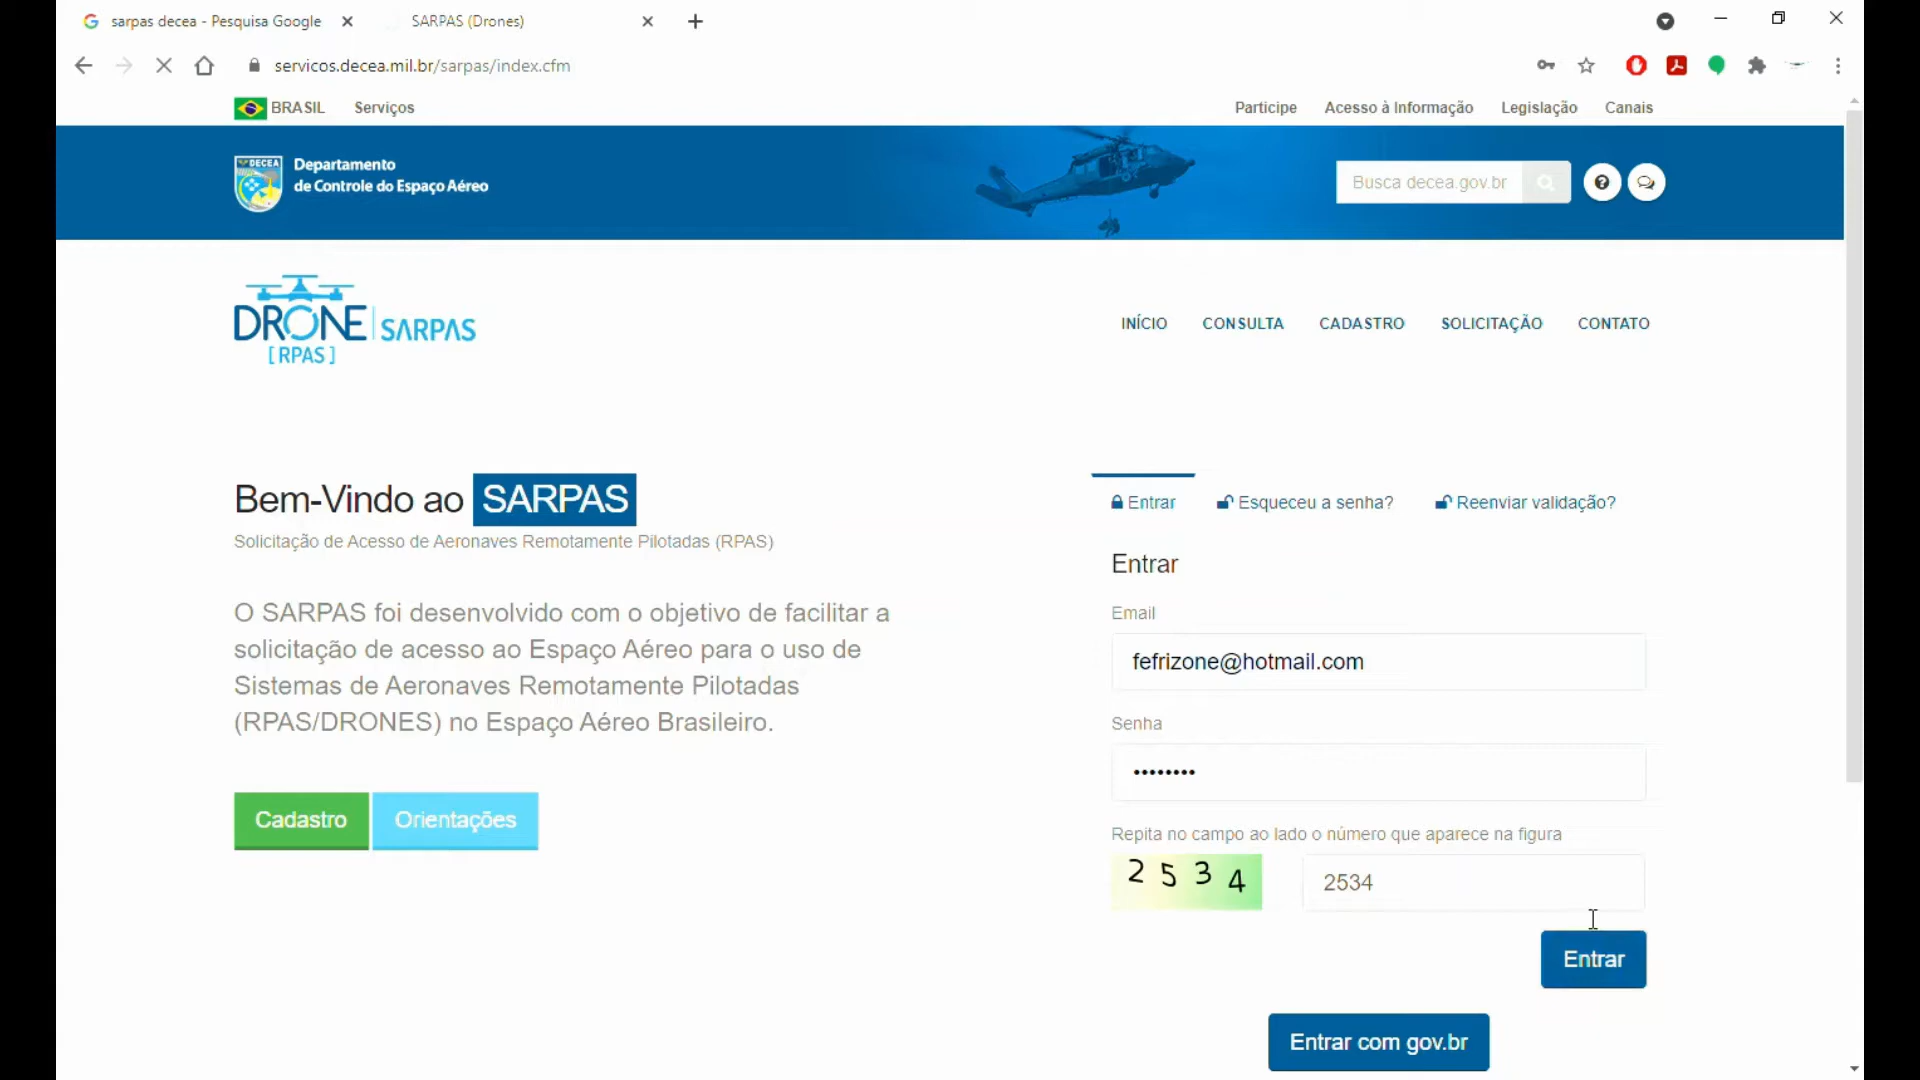 sarpas decea - Pesquisa Google
SARPAS (Drones)
servicos.decea.mil.br/sarpas/index.cfm
BRASIL Serviços
Participe Acesso à Informação Legislação Canais
DECEA
Departamento
de Controle do Espaço Aéreo
Busca decea.gov.br
DRONE SARPAS
[RPAS]
INÍCIO CONSULTA CADASTRO SOLICITAÇÃO CONTATO
Bem-Vindo ao SARPAS
Solicitação de Acesso de Aeronaves Remotamente Pilotadas (RPAS)
O SARPAS foi desenvolvido com o objetivo de facilitar a
solicitação de acesso ao Espaço Aéreo para o uso de
Sistemas de Aeronaves Remotamente Pilotadas
(RPAS/DRONES) no Espaço Aéreo Brasileiro.
Cadastro Orientações
Entrar Esqueceu a senha? Reenviar validação?
Entrar
Email
fefrizone@hotmail.com
Senha
••••••••
Repita no campo ao lado o número que aparece na figura
2 5 3 4
2534
Entrar
Entrar com gov.br